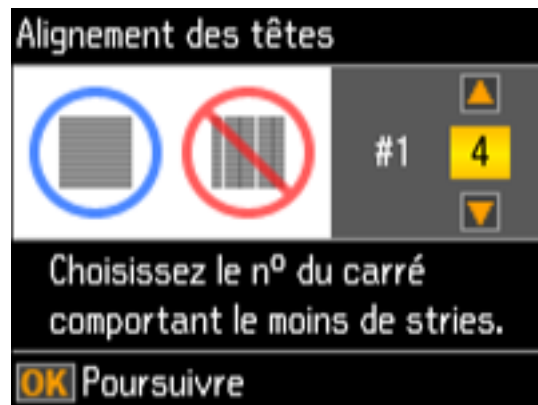 Alignement des têtes
#1 4
Choisissez le nº du carré
comportant le moins de stries.
OK Poursuivre